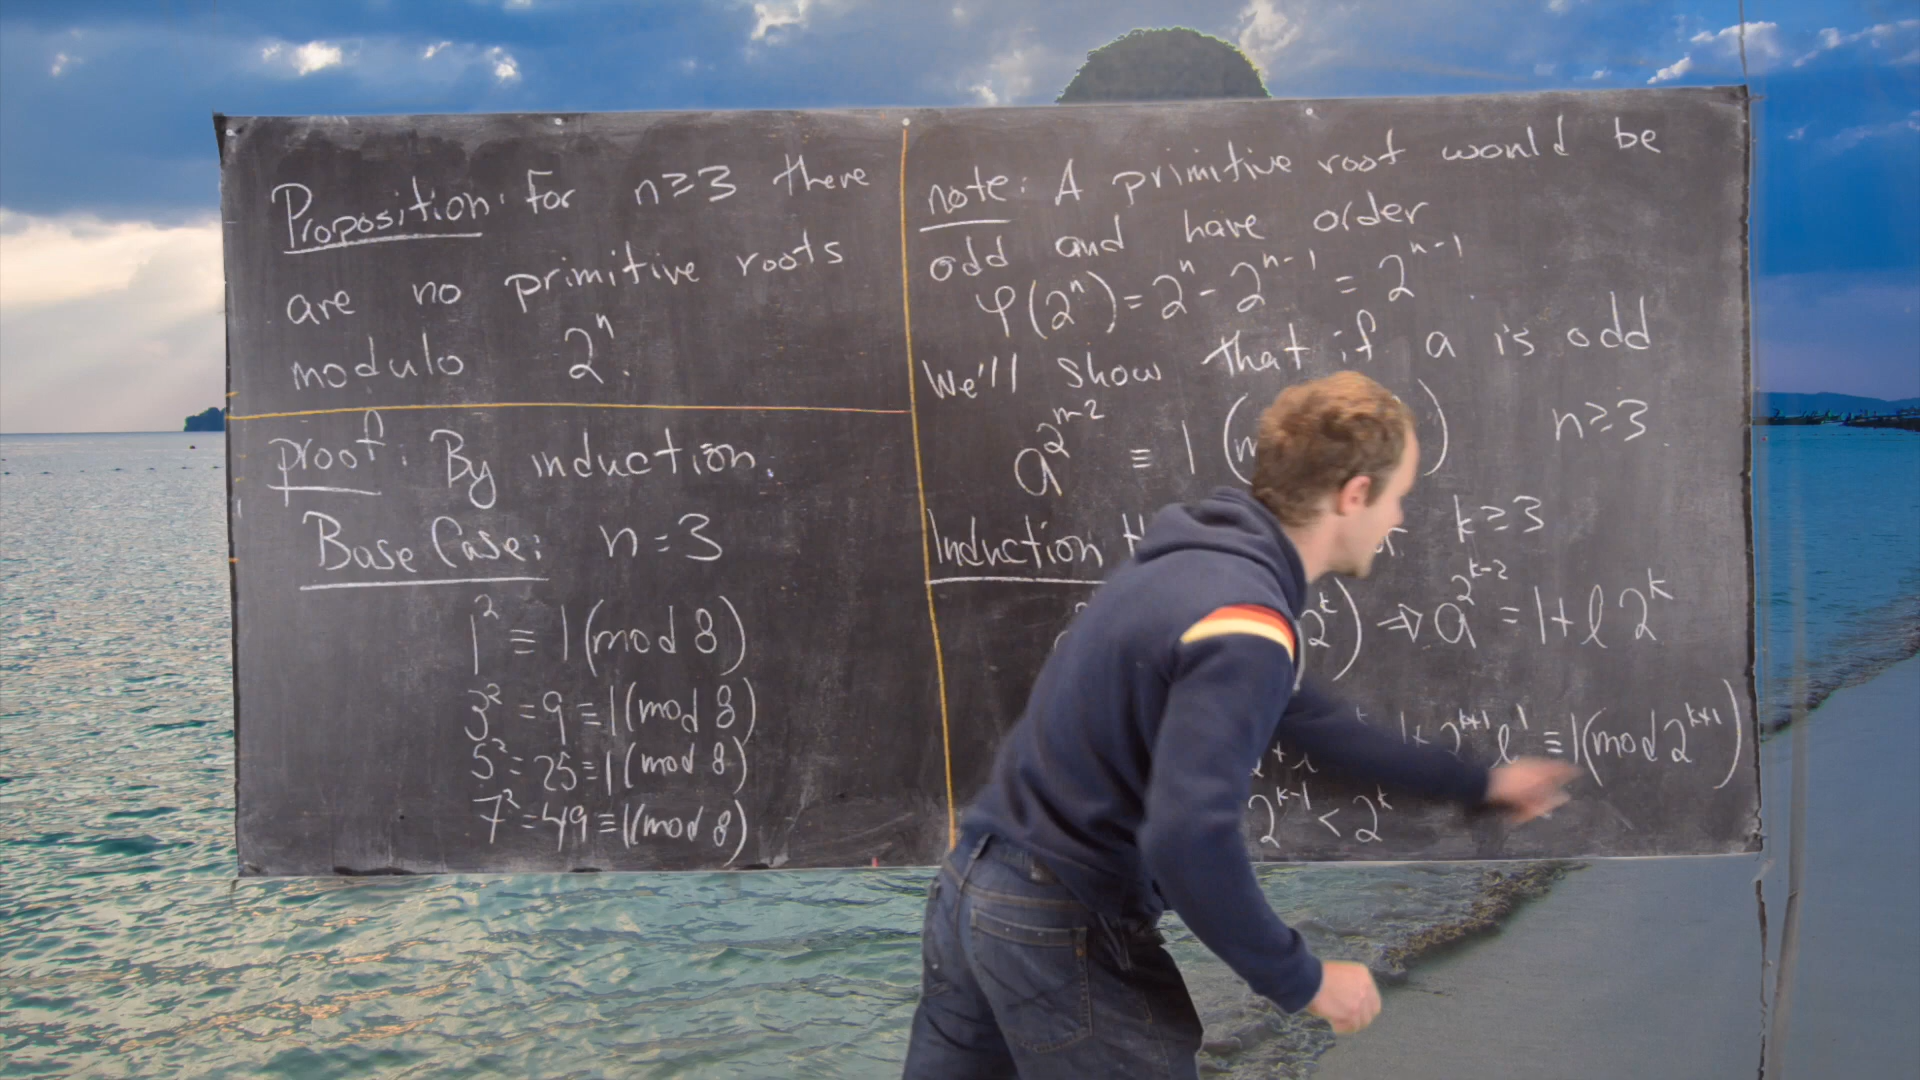 Proposition: For n≥3 there
are no primitive roots
modulo 2ⁿ.
proof: By induction.
Base Case: n=3
1² ≡ 1 (mod 8)
3² = 9 ≡ 1 (mod 8)
5² = 25 ≡ 1 (mod 8)
7² = 49 ≡ 1 (mod 8)
note: A primitive root would be
odd and have order
φ(2ⁿ) = 2ⁿ - 2ⁿ⁻¹ = 2ⁿ⁻¹
We'll show that if a is odd
a^{2^{n-2}} ≡ 1 ( ) n≥3
Induction k≥3
2^k) ⇒ a^{2^{k-2}} = 1 + l 2^k
2^{k+1} l' ≡ 1 (mod 2^{k+1})
2^{k-1} < 2^k